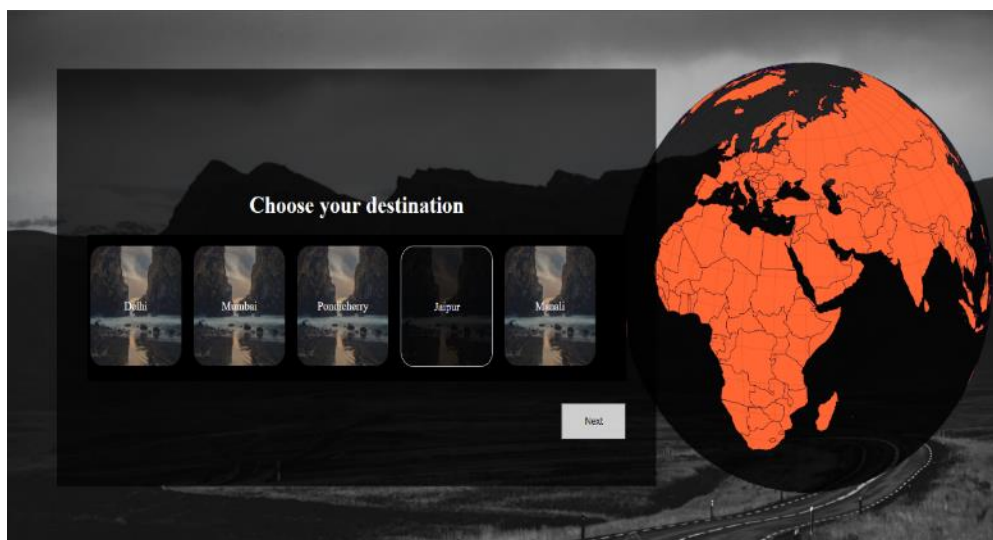 Choose your destination
Delhi
Mumbai
Pondicherry
Jaipur
Manali
Next